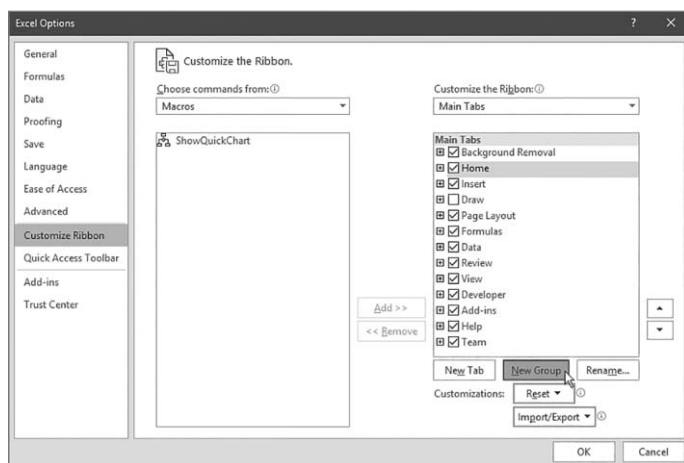 Excel Options
?
General
Formulas
Data
Proofing
Save
Language
Ease of Access
Advanced
Customize Ribbon
Quick Access Toolbar
Add-ins
Trust Center
Customize the Ribbon.
Choose commands from:
Macros
ShowQuickChart
Add >>
<< Remove
Customize the Ribbon:
Main Tabs
Main Tabs
Background Removal
Home
Insert
Draw
Page Layout
Formulas
Data
Review
View
Developer
Add-ins
Help
Team
New Tab
New Group
Rename...
Customizations:
Reset
Import/Export
OK
Cancel